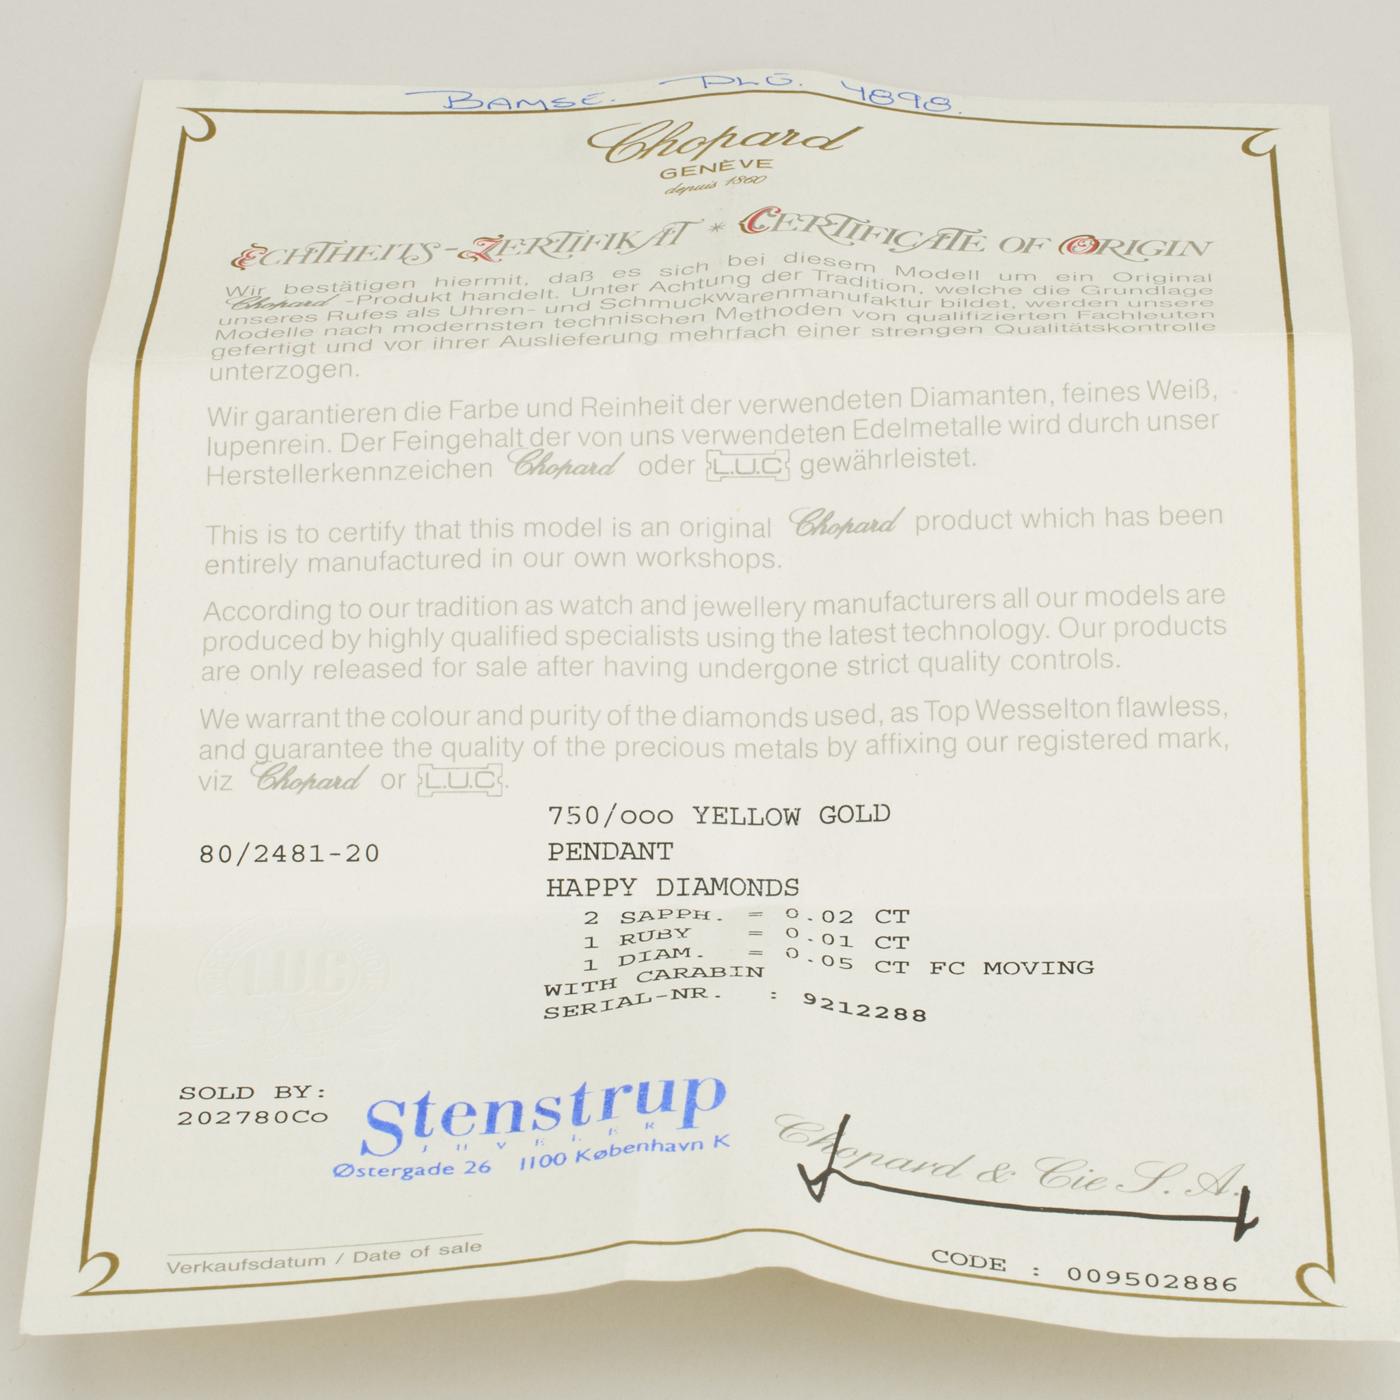 BAMSE. PLG. 4898.
Chopard
GENÈVE
depuis 1860
ECHTHEITS-ZERTIFIKAT * CERTIFICATE OF ORIGIN
Wir bestätigen hiermit, daß es sich bei diesem Modell um ein Original
Chopard -Produkt handelt. Unter Achtung der Tradition, welche die Grundlage
unseres Rufes als Uhren- und Schmuckwarenmanufaktur bildet, werden unsere
Modelle nach modernsten technischen Methoden von qualifizierten Fachleuten
gefertigt und vor ihrer Auslieferung mehrfach einer strengen Qualitätskontrolle
unterzogen.
Wir garantieren die Farbe und Reinheit der verwendeten Diamanten, feines Weiß,
lupenrein. Der Feingehalt der von uns verwendeten Edelmetalle wird durch unser
Herstellerkennzeichen Chopard oder L.U.C gewährleistet.
This is to certify that this model is an original Chopard product which has been
entirely manufactured in our own workshops.
According to our tradition as watch and jewellery manufacturers all our models are
produced by highly qualified specialists using the latest technology. Our products
are only released for sale after having undergone strict quality controls.
We warrant the colour and purity of the diamonds used, as Top Wesselton flawless,
and guarantee the quality of the precious metals by affixing our registered mark,
viz Chopard or L.U.C.
750/ooo YELLOW GOLD
80/2481-20 PENDANT
HAPPY DIAMONDS
2 SAPPH. = 0.02 CT
1 RUBY = 0.01 CT
1 DIAM. = 0.05 CT FC MOVING
WITH CARABIN
SERIAL-NR. : 9212288
LUC
SOLD BY:
202780Co
Stenstrup
JUVELER
Østergade 26 1100 København K
Chopard & Cie S. A.
Verkaufsdatum / Date of sale
CODE : 009502886